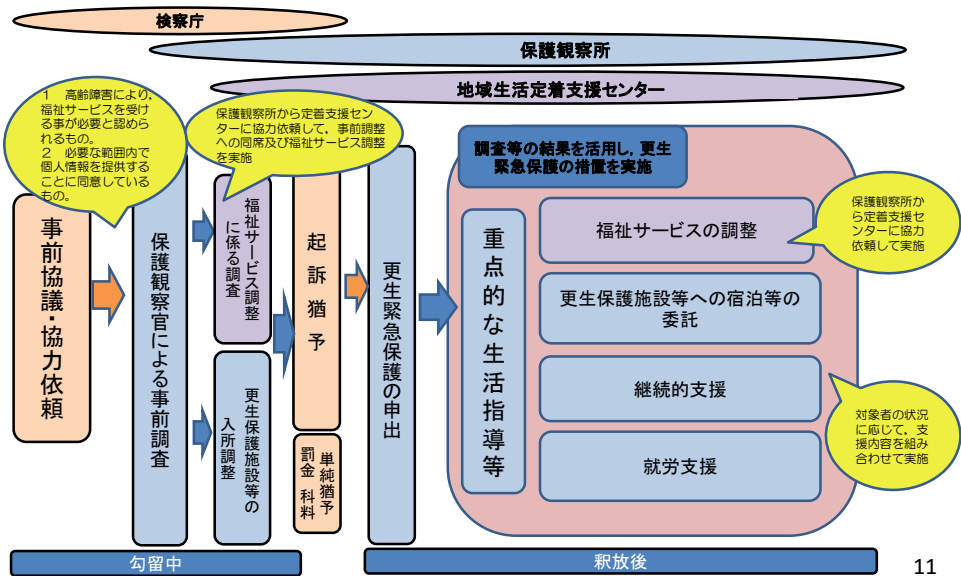 検察庁
保護観察所
地域生活定着支援センター
1　高齢障害により，
福祉サービスを受け
る事が必要と認めら
れるもの。
2　必要な範囲内で
個人情報を提供する
ことに同意している
もの。
保護観察所から定着支援セン
ターに協力依頼して，事前調整
への同席及び福祉サービス調整
を実施
事前協議・協力依頼
保護観察官による事前調査
福祉サービス調整
に係る調査
更生保護施設等の
入所調整
起訴猶予
単純猶予
罰金 科料
更生緊急保護の申出
調査等の結果を活用し，更生
緊急保護の措置を実施
重点的な生活指導等
福祉サービスの調整
更生保護施設等への宿泊等の
委託
継続的支援
就労支援
保護観察所か
ら定着支援セ
ンターに協力
依頼して実施
対象者の状況
に応じて，支
援内容を組み
合わせて実施
勾留中
釈放後
11